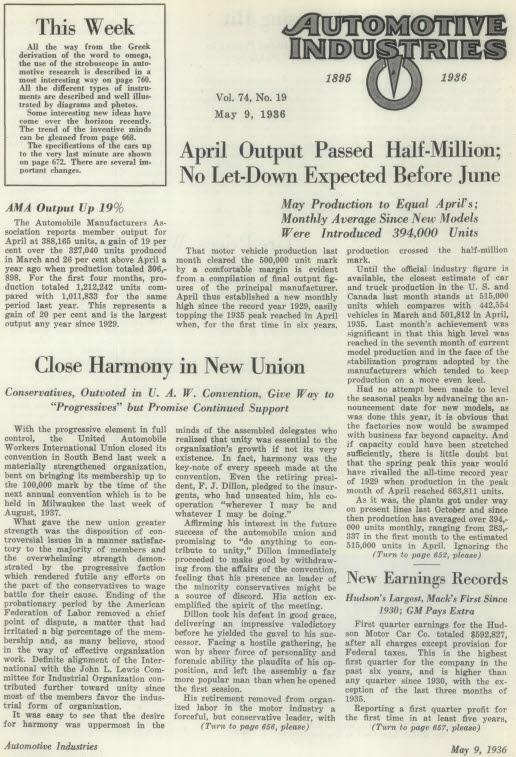 This Week
All the way from the Greek
derivation of the word to omega,
the use of the stroboscope in auto-
motive research is described in a
most interesting way on page 760.
All the different types of instru-
ments are described and well illus-
trated by diagrams and photos.
Some interesting new ideas have
come over the horizon recently.
The trend of the inventive minds
can be gleaned from page 668.
The specifications of the cars up
to the very last minute are shown
on page 672. There are several im-
portant changes.
AUTOMOTIVE
INDUSTRIES
1895 1936
Vol. 74, No. 19
May 9, 1936
April Output Passed Half-Million;
No Let-Down Expected Before June
AMA Output Up 19%
The Automobile Manufacturers As-
sociation reports member output for
April at 388,165 units, a gain of 19 per
cent over the 327,040 units produced
in March and 26 per cent above April a
year ago when production totaled 306,-
898. For the first four months, pro-
duction totaled 1,212,242 units com-
pared with 1,011,833 for the same
period last year. This represents a
gain of 20 per cent and is the largest
output any year since 1929.
May Production to Equal April's;
Monthly Average Since New Models
Were Introduced 394,000 Units
That motor vehicle production last
month cleared the 500,000 unit mark
by a comfortable margin is evident
from a compilation of final output fig-
ures of the principal manufacturer.
April thus established a new monthly
high since the record year 1929, easily
topping the 1935 peak reached in April
when, for the first time in six years,
production crossed the half-million
mark.
Until the official industry figure is
available, the closest estimate of car
and truck production in the U. S. and
Canada last month stands at 515,000
units which compares with 442,554
vehicles in March and 501,812 in April,
1935. Last month's achievement was
significant in that this high level was
reached in the seventh month of current
model production and in the face of the
stabilization program adopted by the
manufacturers which tended to keep
production on a more even keel.
Had no attempt been made to level
the seasonal peaks by advancing the an-
nouncement date for new models, as
was done this year, it is obvious that
the factories now would be swamped
with business far beyond capacity. And
if capacity could have been stretched
sufficiently, there is little doubt but
that the spring peak this year would
have rivalled the all-time record year
of 1929 when production in the peak
month of April reached 663,811 units.
As it was, the plants got under way
on present lines last October and since
then production has averaged over 394,-
000 units monthly, ranging from 283,-
337 in the first month to the estimated
515,000 units in April. Ignoring the
(Turn to page 652, please)
Close Harmony in New Union
Conservatives, Outvoted in U. A. W. Convention, Give Way to
"Progressives" but Promise Continued Support
With the progressive element in full
control, the United Automobile
Workers International Union closed its
convention in South Bend last week a
materially strengthened organization,
bent on bringing its membership up to
the 100,000 mark by the time of the
next annual convention which is to be
held in Milwaukee the last week of
August, 1937.
What gave the new union greater
strength was the disposition of con-
troversial issues in a manner satisfac-
tory to the majority of members and
the overwhelming strength demon-
strated by the progressive faction
which rendered futile any efforts on
the part of the conservatives to wage
battle for their cause. Ending of the
probationary period by the American
Federation of Labor removed a chief
point of dispute, a matter that had
irritated a big percentage of the mem-
bership and, as many believe, stood
in the way of effective organization
work. Definite alignment of the Inter-
national with the John L. Lewis Com-
mittee for Industrial Organization con-
tributed further toward unity since
most of the members favor the indus-
trial form of organization.
It was easy to see that the desire
for harmony was uppermost in the
minds of the assembled delegates who
realized that unity was essential to the
organization's growth if not its very
existence. In fact, harmony was the
key-note of every speech made at the
convention. Even the retiring presi-
dent, F. J. Dillon, pledged to the insur-
gents, who had unseated him, his co-
operation "wherever I may be and
whatever I may be doing."
Affirming his interest in the future
success of the automobile union and
promising to "do anything to con-
tribute to unity," Dillon immediately
proceeded to make good by withdraw-
ing from the affairs of the convention,
feeling that his presence as leader of
the minority conservatives might be
a source of discord. His action ex-
emplified the spirit of the meeting.
Dillon took his defeat in good grace,
delivering an impressive valedictory
before he yielded the gavel to his suc-
cessor. Facing a hostile gathering, he
won by sheer force of personality and
forensic ability the plaudits of his op-
position, and left the assembly a far
more popular man than when he opened
the first session.
His retirement removed from organ-
ized labor in the motor industry a
forceful, but conservative leader, with
(Turn to page 656, please)
New Earnings Records
Hudson's Largest, Mack's First Since
1930; GM Pays Extra
First quarter earnings for the Hud-
son Motor Car Co. totaled $592,827,
after all charges except provision for
Federal taxes. This is the highest
first quarter for the company in the
past six years, and is higher than
any quarter since 1930, with the ex-
ception of the last three months of
1935.
Reporting a first quarter profit for
the first time in at least five years,
(Turn to page 657, please)
Automotive Industries
May 9, 1936